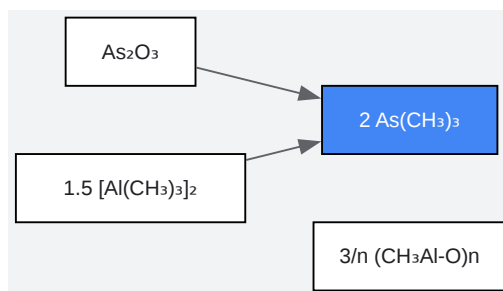 As₂O₃
2 As(CH₃)₃
1.5 [Al(CH₃)₃]₂
3/n (CH₃Al-O)n